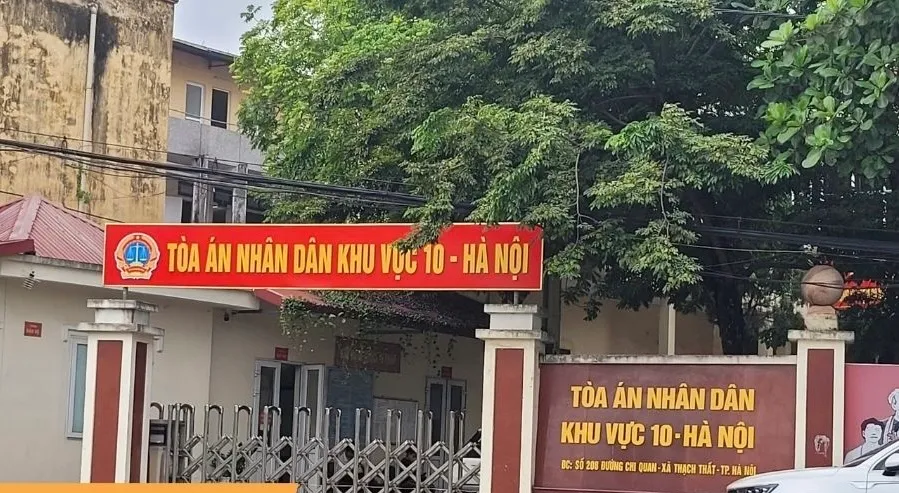 TÒA ÁN NHÂN DÂN KHU VỰC 10 - HÀ NỘI
TÒA ÁN NHÂN DÂN
KHU VỰC 10-HÀ NỘI
ĐC: SỐ 208 ĐƯỜNG CHI QUAN - XÃ THẠCH THẤT - TP. HÀ NỘI